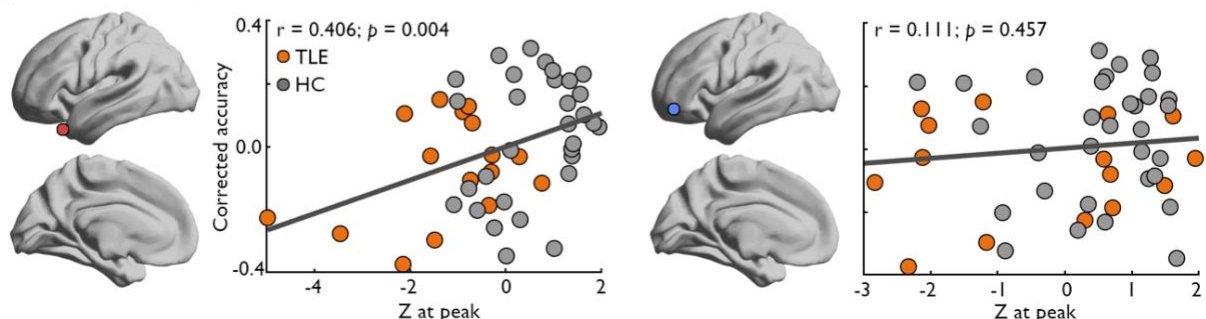 r = 0.406; p = 0.004
TLE
HC
Corrected accuracy
0.4
0.0
-0.4
-4
-2
0
2
Z at peak
r = 0.111; p = 0.457
-3
-2
-1
0
1
2
Z at peak